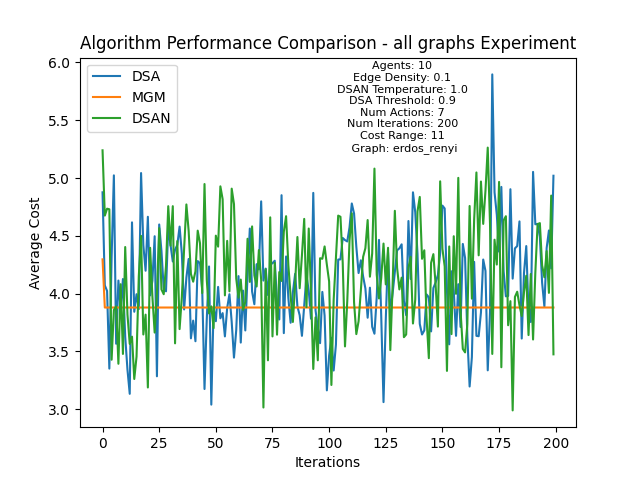 Algorithm Performance Comparison - all graphs Experiment
DSA
MGM
DSAN
Agents: 10
Edge Density: 0.1
DSAN Temperature: 1.0
DSA Threshold: 0.9
Num Actions: 7
Num Iterations: 200
Cost Range: 11
Graph: erdos_renyi
Average Cost
6.0
5.5
5.0
4.5
4.0
3.5
3.0
0 25 50 75 100 125 150 175 200
Iterations